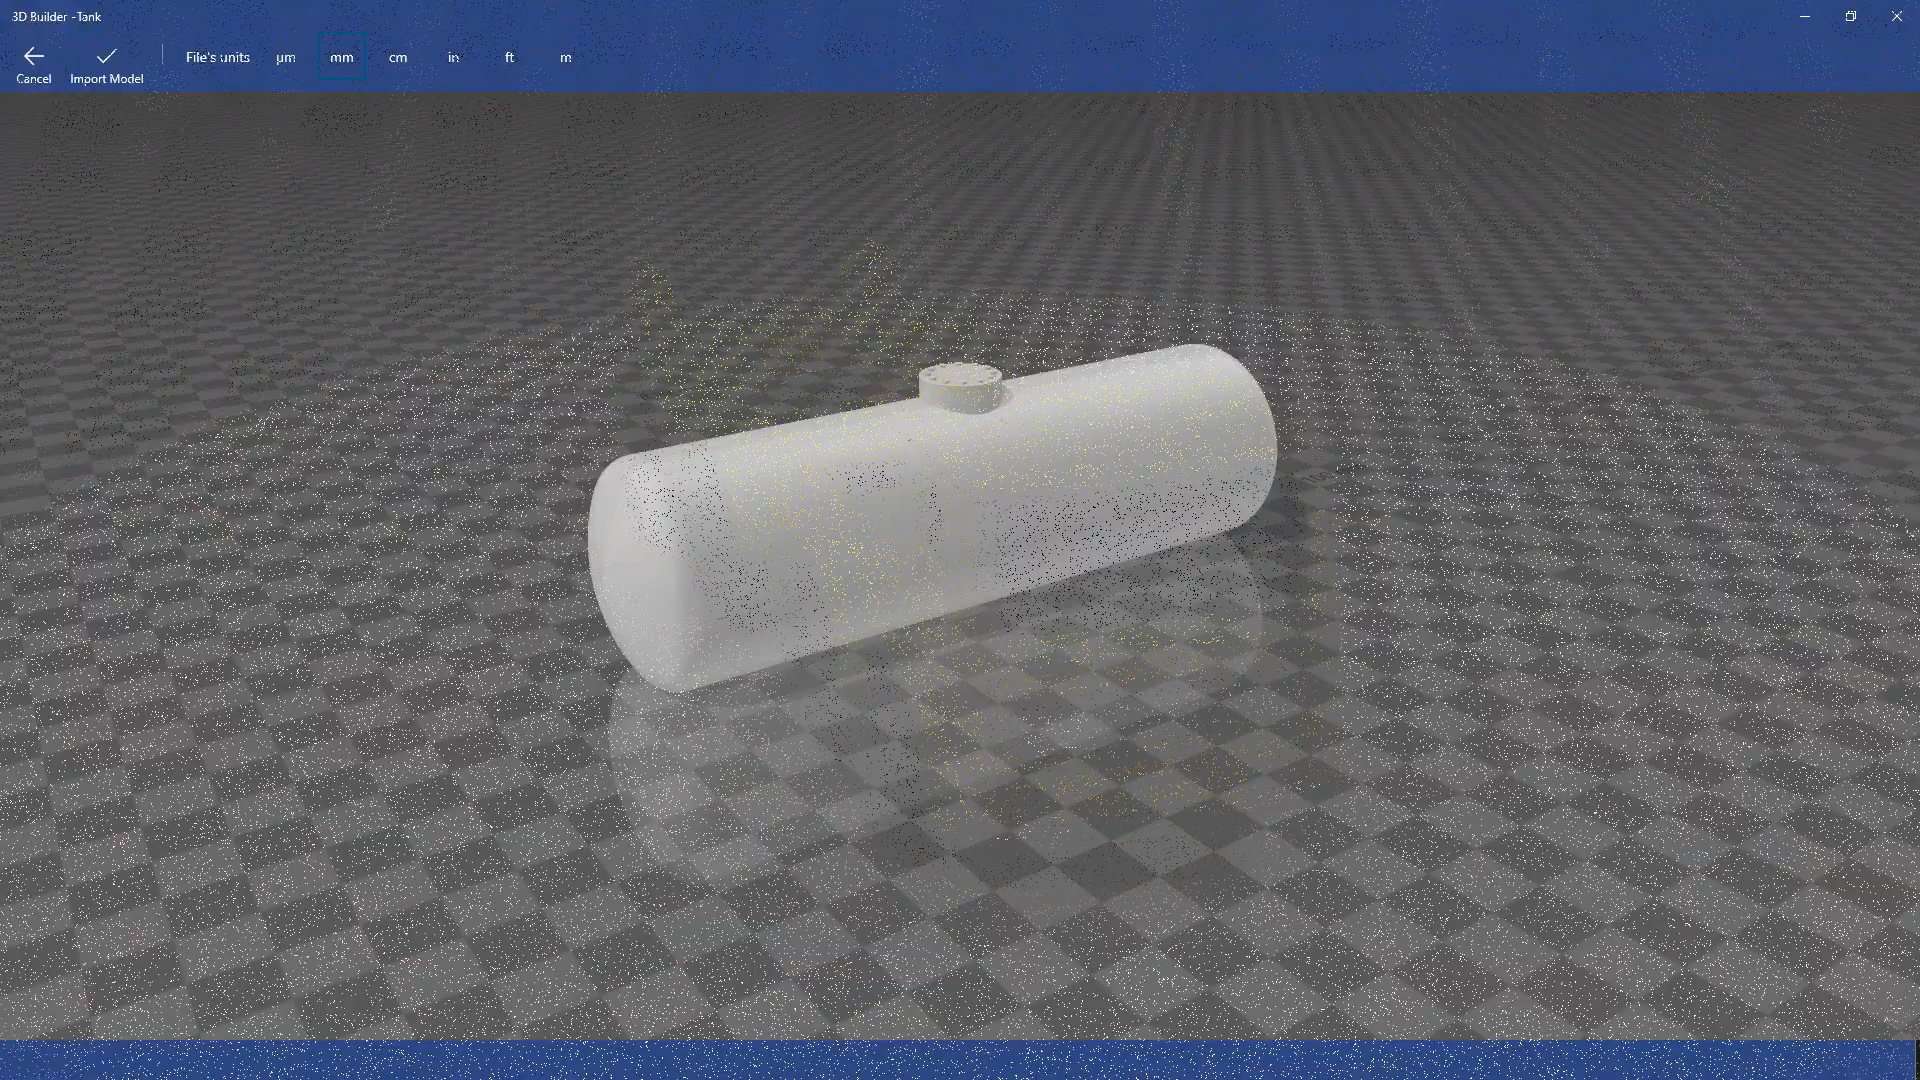 3D Builder - Tank
Cancel
Import Model
File's units µm mm cm in ft m